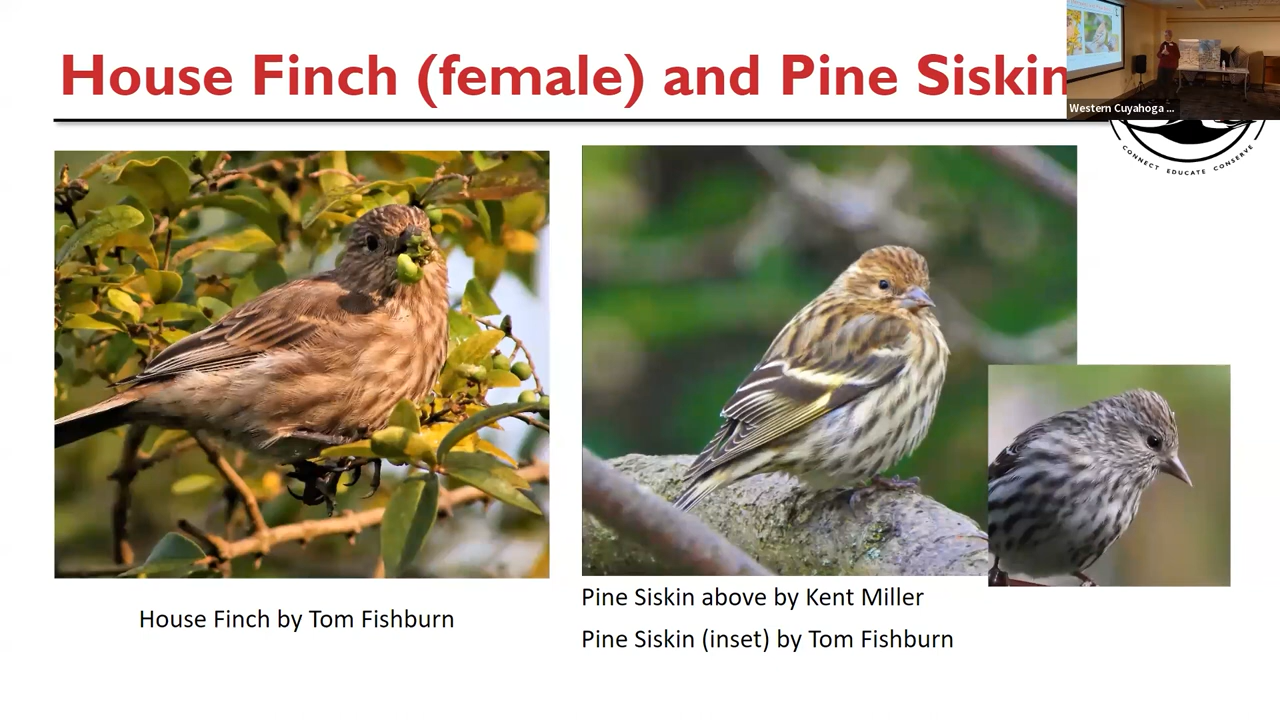 House Finch (female) and Pine Siskin
Western Cuyahoga ...
CONNECT EDUCATE CONSERVE
House Finch by Tom Fishburn
Pine Siskin above by Kent Miller
Pine Siskin (inset) by Tom Fishburn